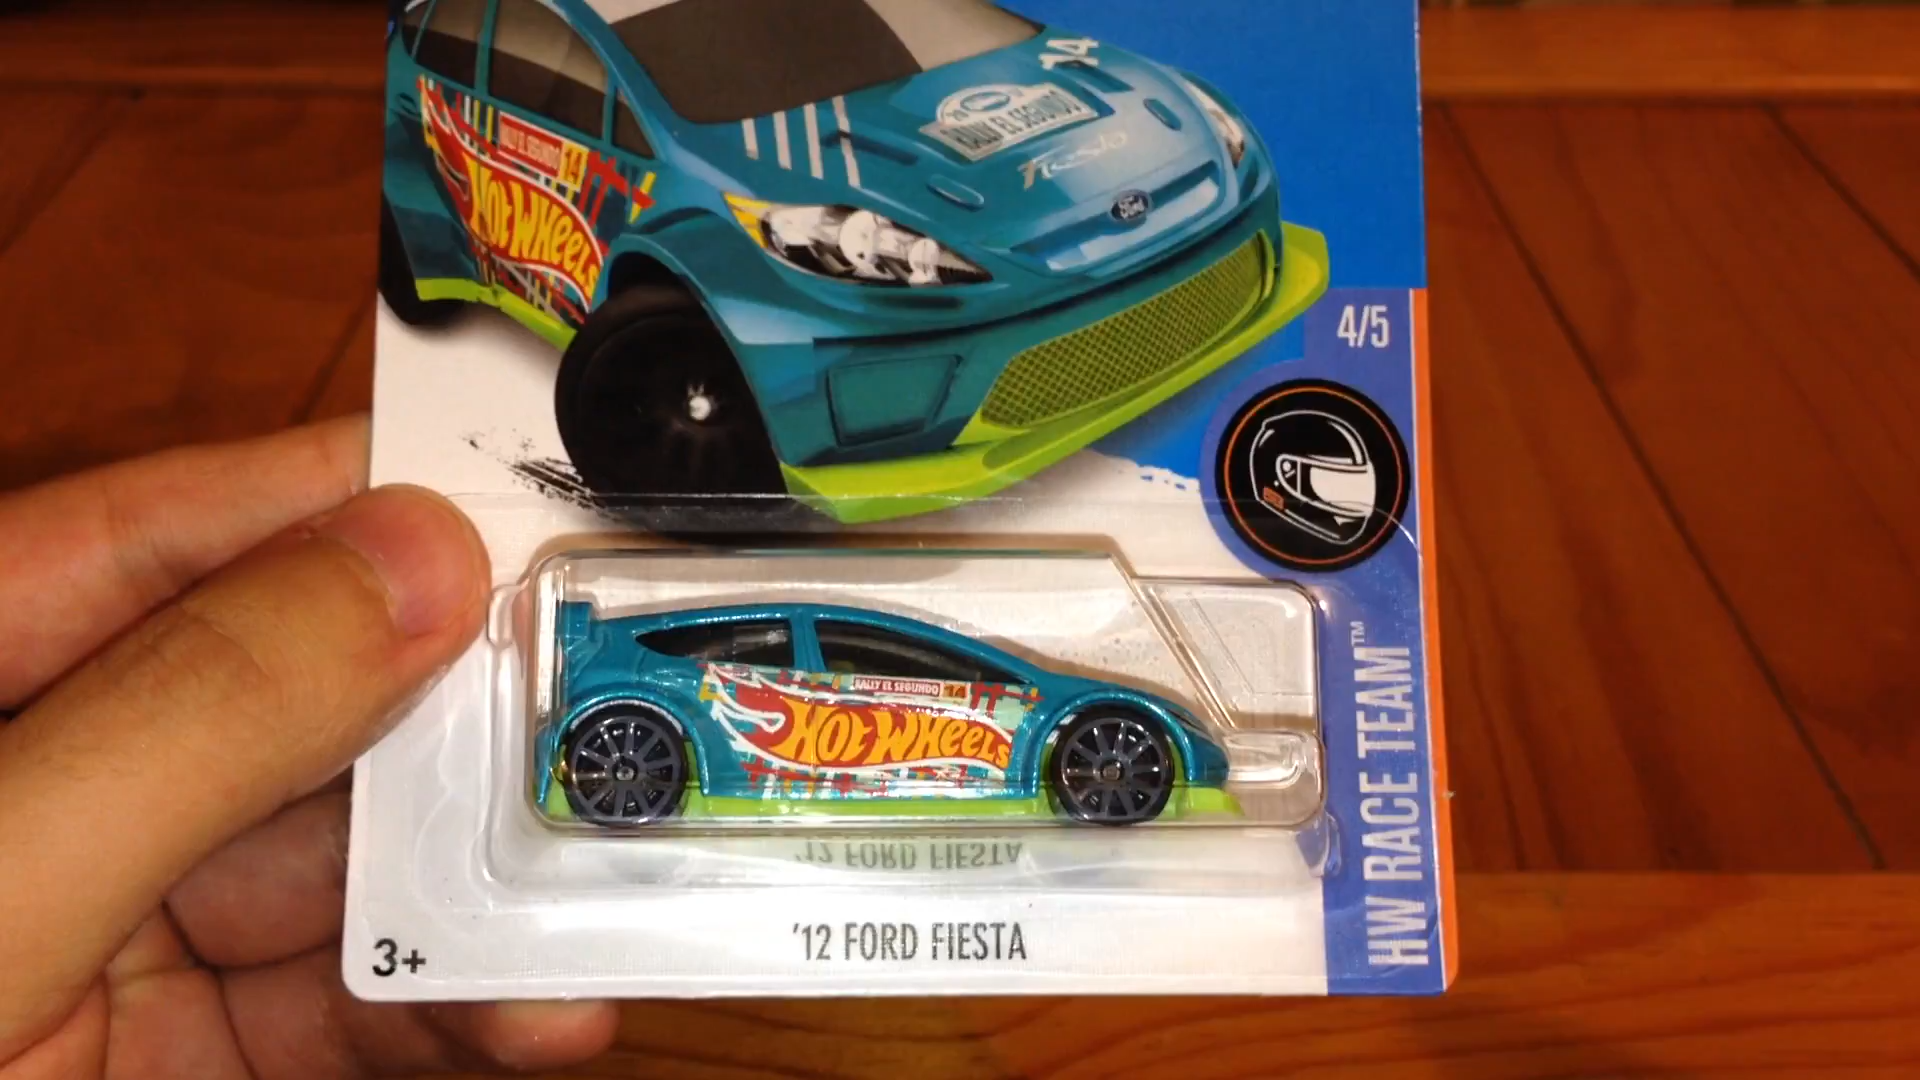 14
RALLY EL SEGUNDO
Fiesta
Ford
RALLY EL SEGUNDO 14
HOT WHEELS
4/5
HW RACE TEAM™
RALLY EL SEGUNDO 14
HOT WHEELS
'12 FORD FIESTA
'12 FORD FIESTA
3+